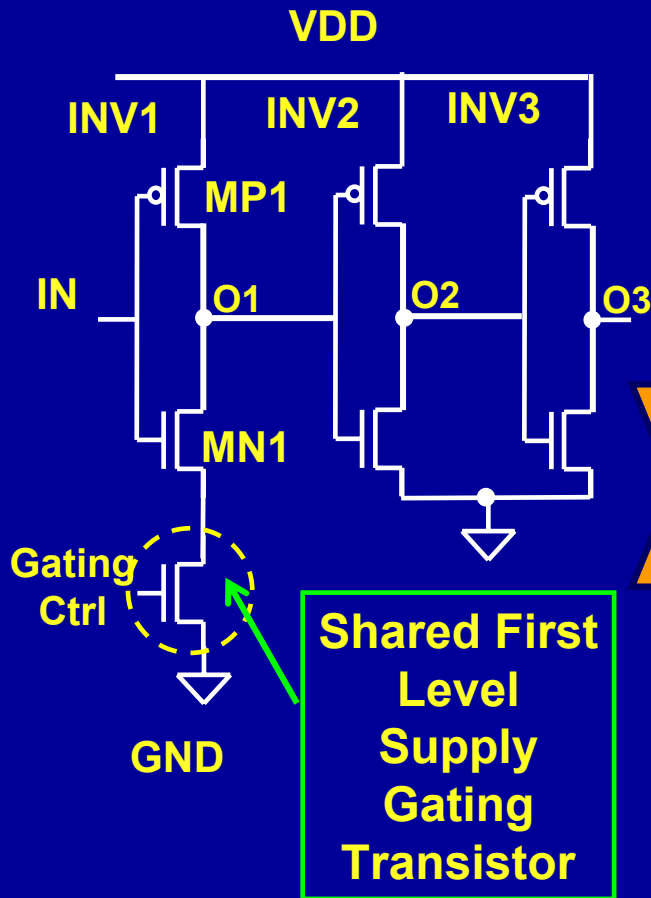 VDD
INV1
INV2
INV3
MP1
IN
O1
O2
O3
MN1
Gating
Ctrl
GND
Shared First
Level
Supply
Gating
Transistor